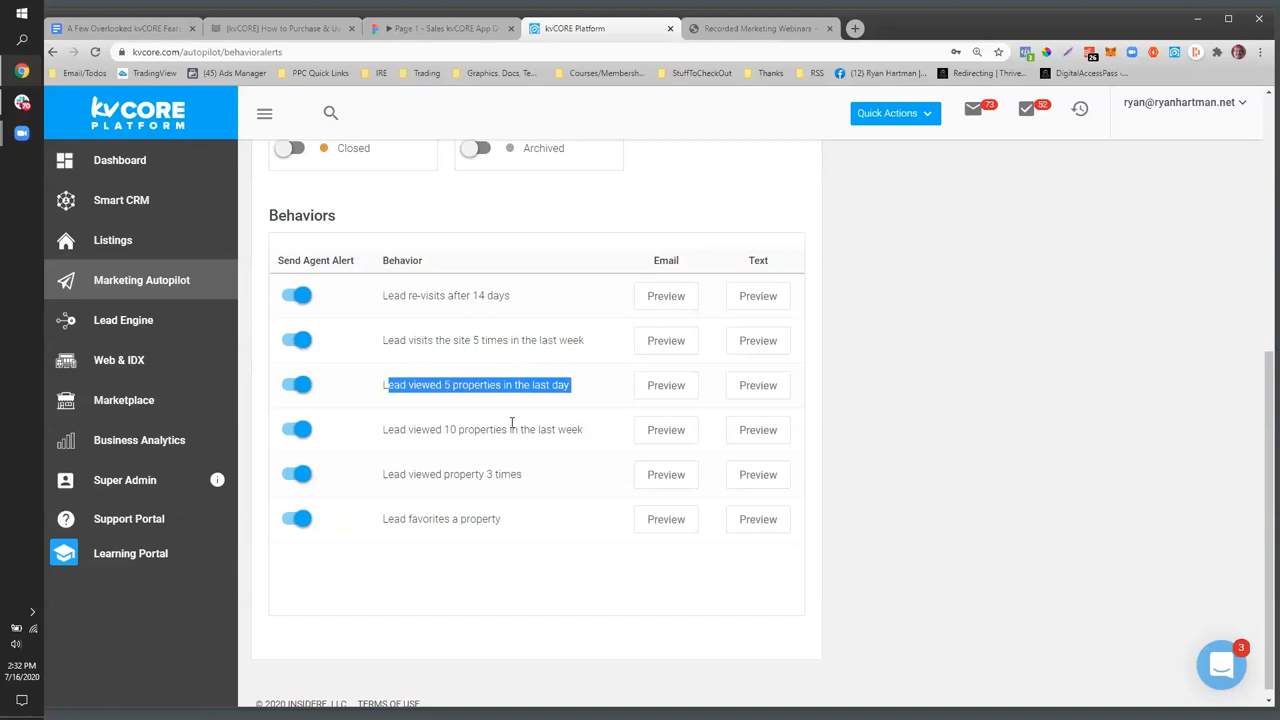 A Few Overlooked kvCORE Feat
[kvCORE] How to Purchase & U
Page 1 - Sales kvCORE App D
kvCORE Platform
Recorded Marketing Webinars -
kvcore.com/autopilot/behavioralerts
Email/Todos
TradingView
(45) Ads Manager
PPC Quick Links
IRE
Trading
Graphics, Docs, Te...
Courses/Membersh...
StuffToCheckOut
Thanks
RSS
(12) Ryan Hartman |...
Redirecting | Thrive...
DigitalAccessPass -...
kvCORE
PLATFORM
Quick Actions
73
52
ryan@ryanhartman.net
Dashboard
Smart CRM
Listings
Marketing Autopilot
Lead Engine
Web & IDX
Marketplace
Business Analytics
Super Admin
Support Portal
Learning Portal
Closed
Archived
Behaviors
Send Agent Alert Behavior Email Text
Lead re-visits after 14 days Preview Preview
Lead visits the site 5 times in the last week Preview Preview
Lead viewed 5 properties in the last day Preview Preview
Lead viewed 10 properties in the last week Preview Preview
Lead viewed property 3 times Preview Preview
Lead favorites a property Preview Preview
3
© 2020 INSIDERE, LLC TERMS OF USE
2:32 PM
7/16/2020